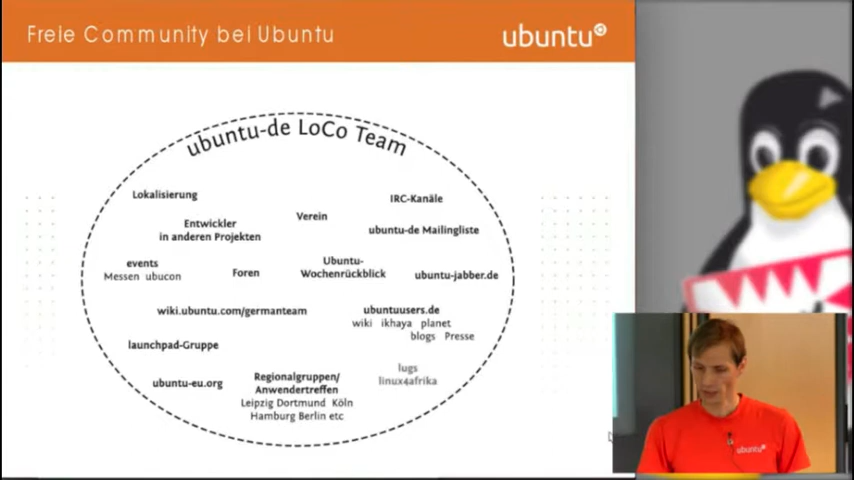 Freie Community bei Ubuntu
ubuntu
ubuntu-de LoCo Team
Lokalisierung
IRC-Kanäle
Verein
Entwickler
in anderen Projekten
ubuntu-de Mailingliste
events
Messen ubucon
Foren
Ubuntu-
Wochenrückblick
ubuntu-jabber.de
wiki.ubuntu.com/germanteam
ubuntuusers.de
wiki ikhaya planet
blogs Presse
launchpad-Gruppe
ubuntu-eu.org
Regionalgruppen/
Anwendertreffen
Leipzig Dortmund Köln
Hamburg Berlin etc
lugs
linux4afrika
ubuntu